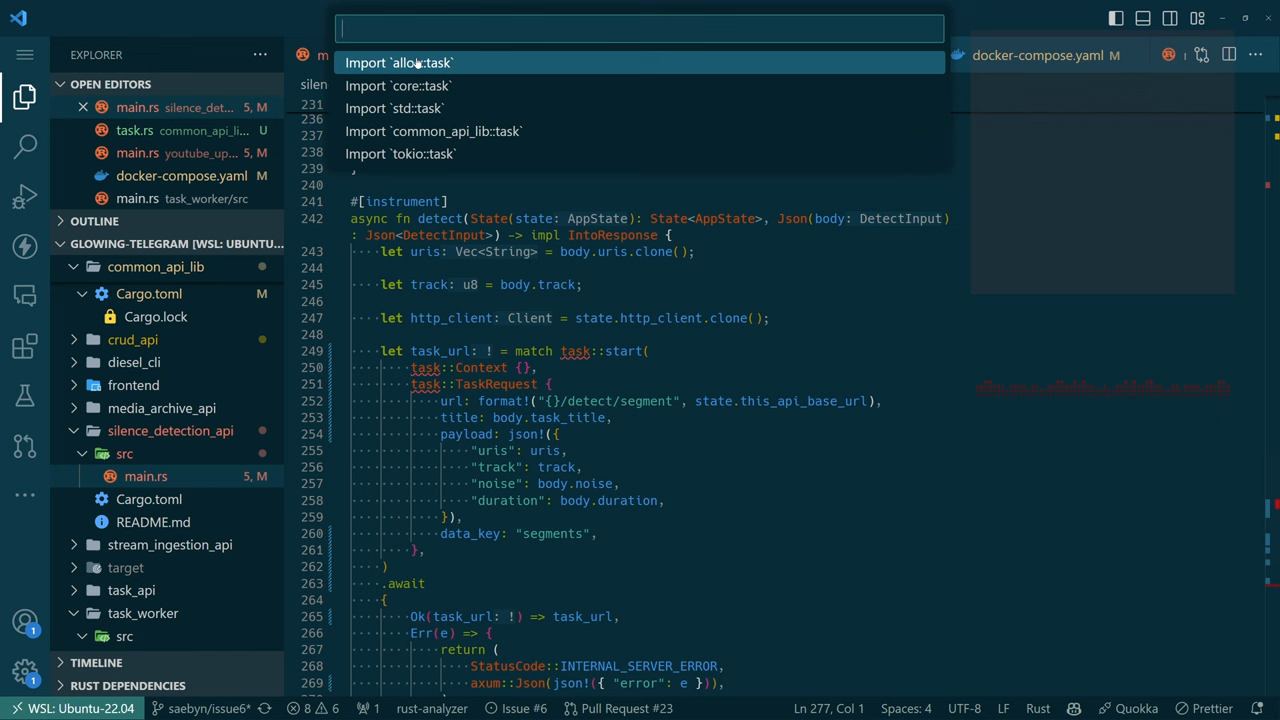 EXPLORER
OPEN EDITORS
main.rs silence_det... 5, M
task.rs common_api_li... U
main.rs youtube_up... 5, M
docker-compose.yaml M
main.rs task_worker/src
OUTLINE
GLOWING-TELEGRAM [WSL: UBUNTU...
common_api_lib
Cargo.toml M
Cargo.lock
crud_api
diesel_cli
frontend
media_archive_api
silence_detection_api
src
main.rs 5, M
Cargo.toml
README.md
stream_ingestion_api
target
task_api
task_worker
src
TIMELINE
RUST DEPENDENCIES
docker-compose.yaml M
Import `alloc::task`
Import `core::task`
Import `std::task`
Import `common_api_lib::task`
Import `tokio::task`
231
236
237
238
239 }
240
241 #[instrument]
242 async fn detect(State(state: AppState): State<AppState>, Json(body: DetectInput)
: Json<DetectInput>) -> impl IntoResponse {
243 ····let uris: Vec<String> = body.uris.clone();
244
245 ····let track: u8 = body.track;
246
247 ····let http_client: Client = state.http_client.clone();
248
249 ····let task_url: ! = match task::start(
250 ········task::Context {},
251 ········task::TaskRequest {
252 ············url: format!("{}/detect/segment", state.this_api_base_url),
253 ············title: body.task_title,
254 ············payload: json!({
255 ················"uris": uris,
256 ················"track": track,
257 ················"noise": body.noise,
258 ················"duration": body.duration,
259 ············}),
260 ············data_key: "segments",
261 ········},
262 ····)
263 ····.await
264 ····{
265 ········Ok(task_url: !) => task_url,
266 ········Err(e) => {
267 ············return (
268 ················StatusCode::INTERNAL_SERVER_ERROR,
269 ················axum::Json(json!({ "error": e })),
1
1
WSL: Ubuntu-22.04 saebyn/issue6* 8 6 1 rust-analyzer Issue #6 Pull Request #23 Ln 277, Col 1 Spaces: 4 UTF-8 LF Rust Quokka Prettier